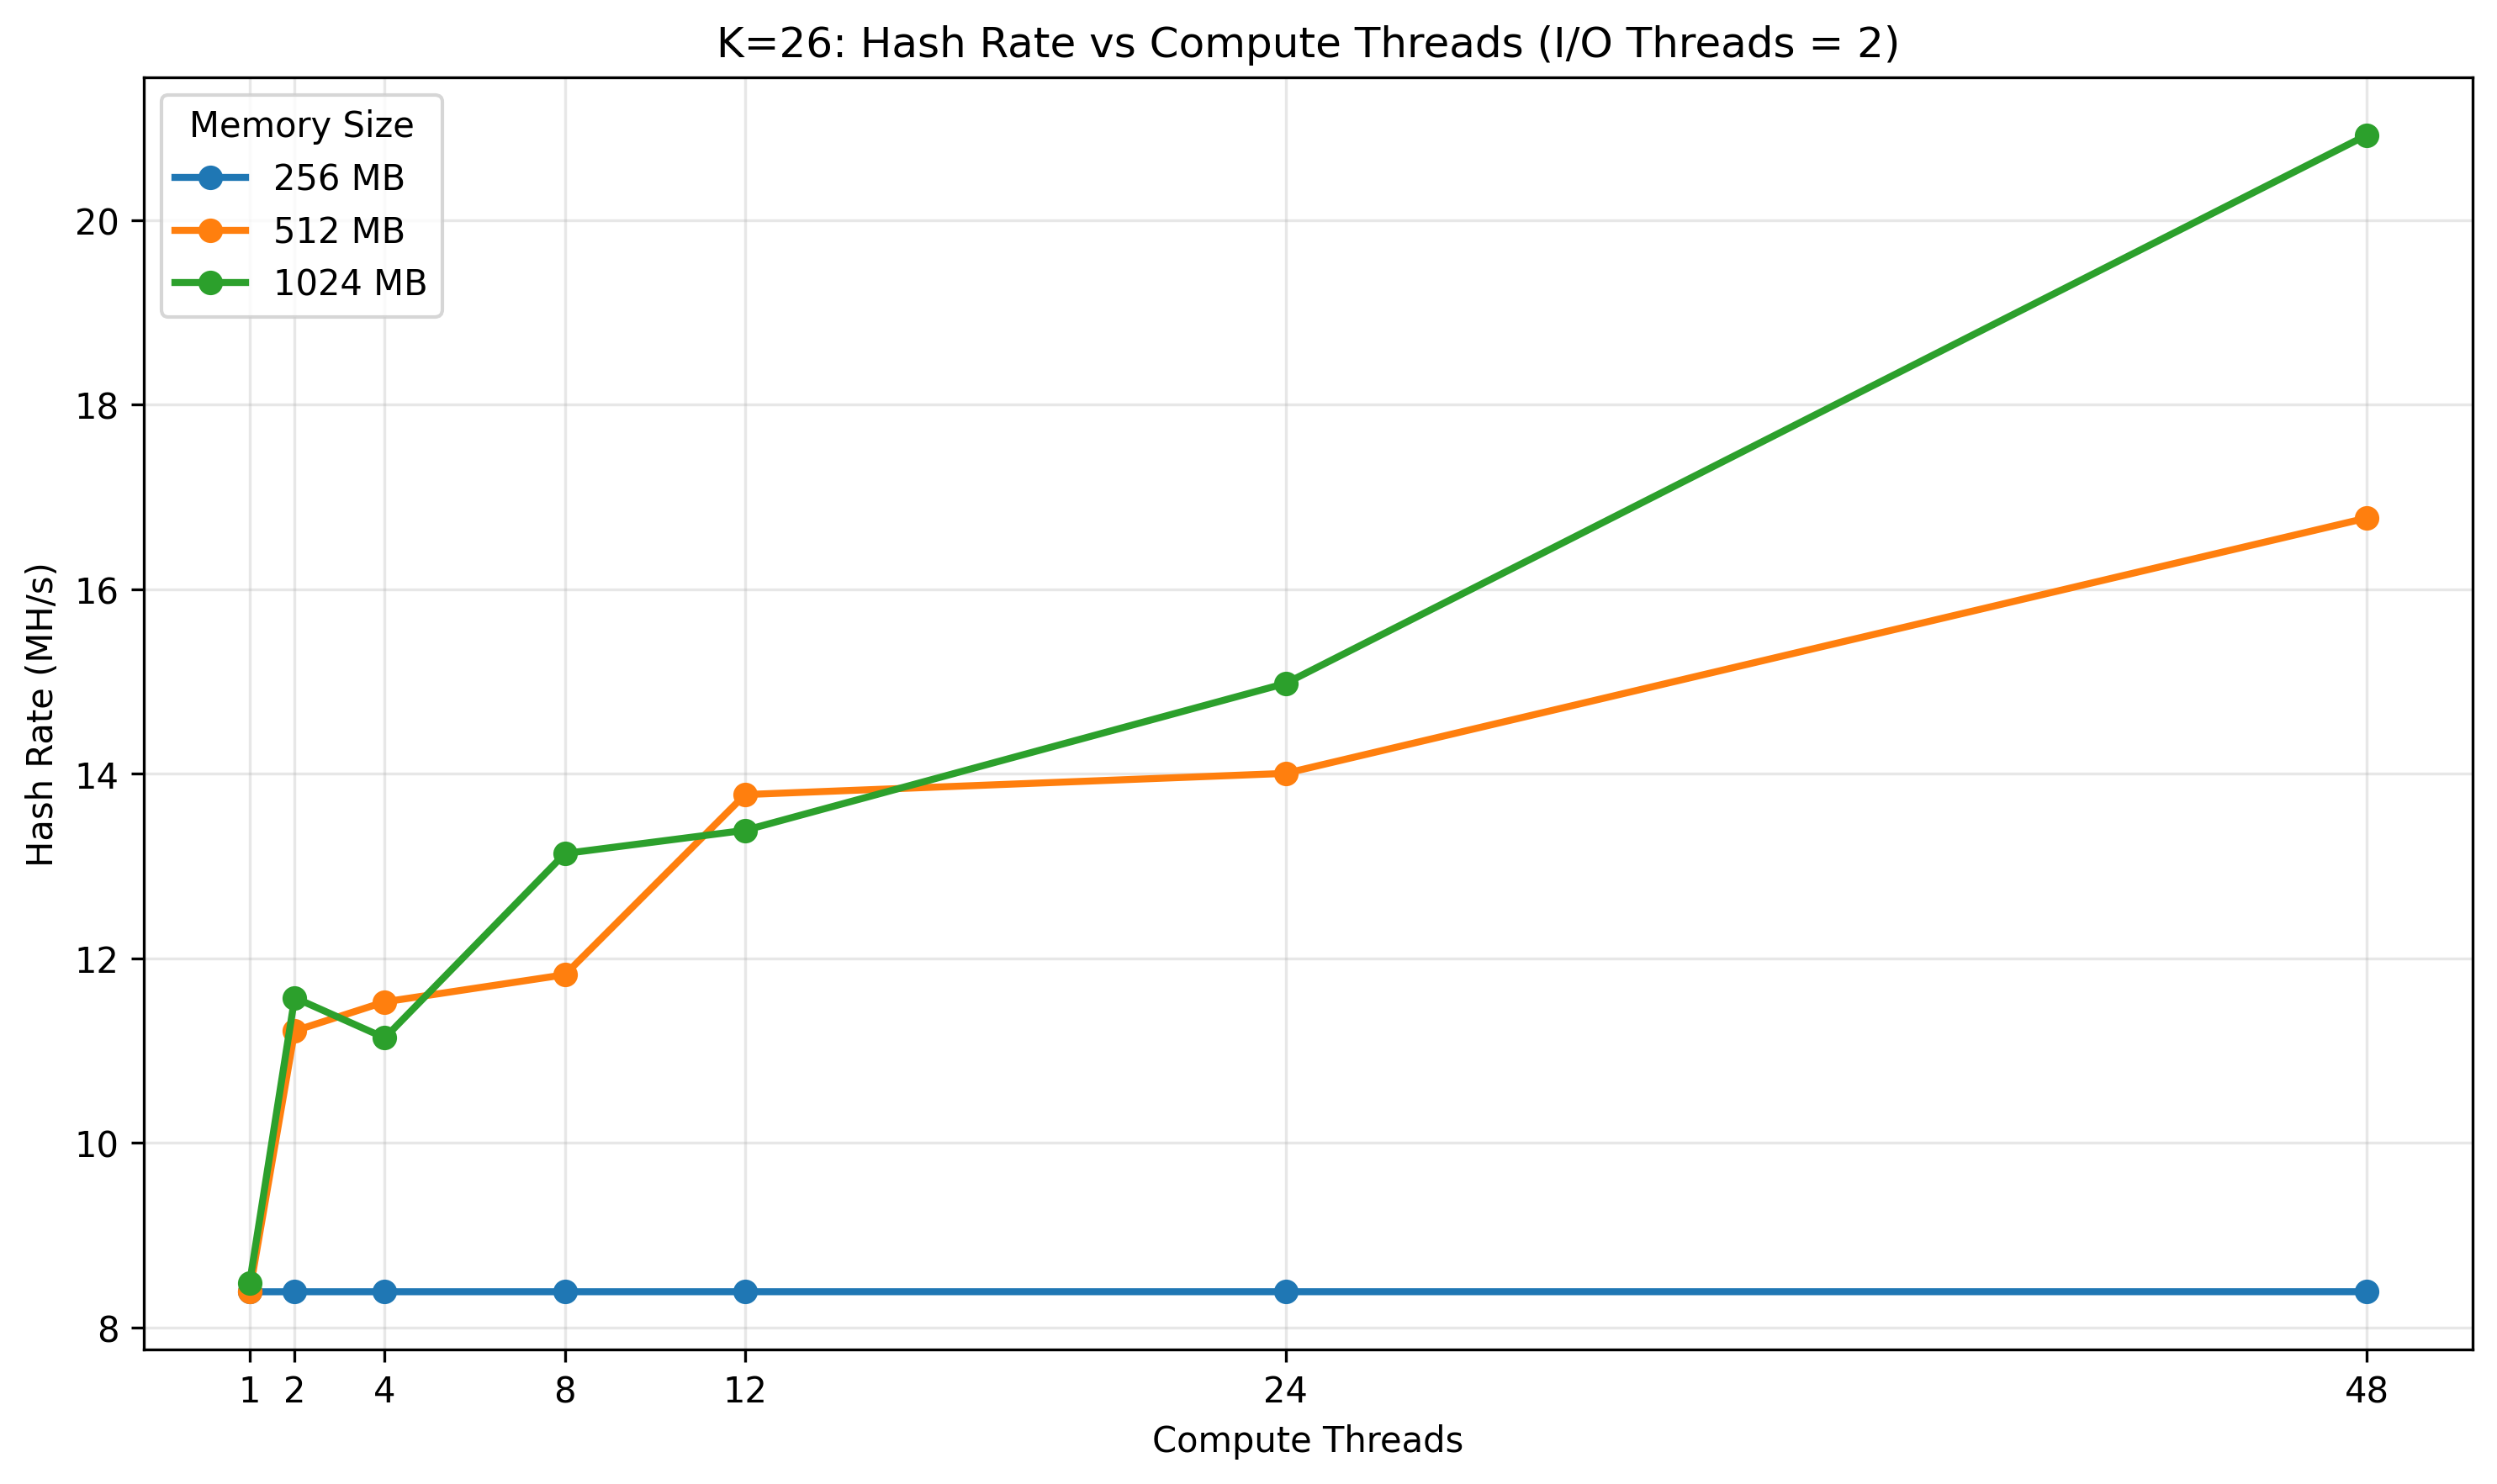 K=26: Hash Rate vs Compute Threads (I/O Threads = 2)
Memory Size
256 MB
512 MB
1024 MB
Hash Rate (MH/s)
20
18
16
14
12
10
8
1 2 4 8 12 24 48
Compute Threads